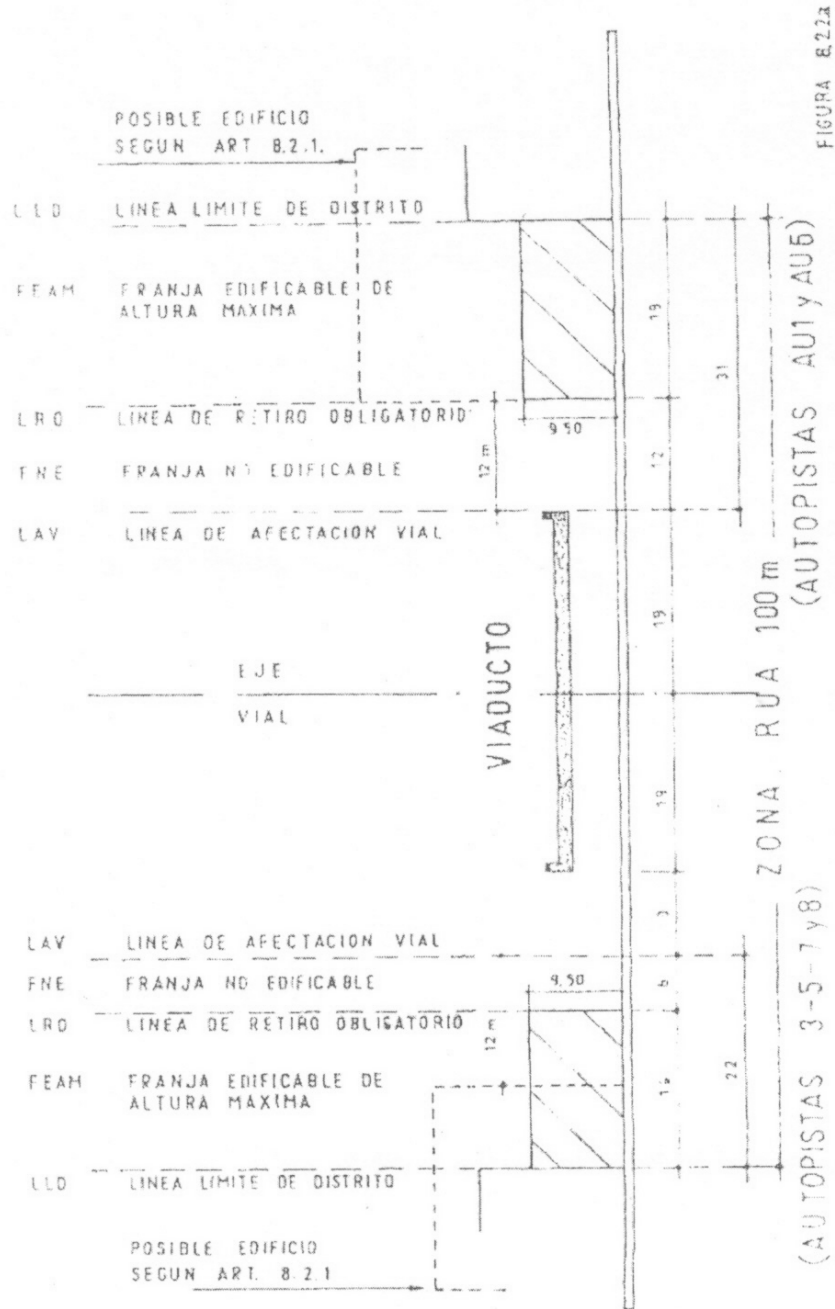 FIGURA 8.2.2a
POSIBLE EDIFICIO
SEGUN ART 8.2.1.
LLD LINEA LIMITE DE DISTRITO
FEAM FRANJA EDIFICABLE DE
ALTURA MAXIMA
19
31
LRO LINEA DE RETIRO OBLIGATORIO
9.50
FNE FRANJA NO EDIFICABLE
12 m
12
LAV LINEA DE AFECTACION VIAL
(AUTOPISTAS AU1 y AU6)
19
EJE
VIAL
VIADUCTO
ZONA RUA 100 m
19
3
LAV LINEA DE AFECTACION VIAL
FNE FRANJA NO EDIFICABLE
9.50
6
LRO LINEA DE RETIRO OBLIGATORIO
12 m
FEAM FRANJA EDIFICABLE DE
ALTURA MAXIMA
16
22
LLD LINEA LIMITE DE DISTRITO
(AUTOPISTAS 3-5-7 y 8)
POSIBLE EDIFICIO
SEGUN ART. 8.2.1